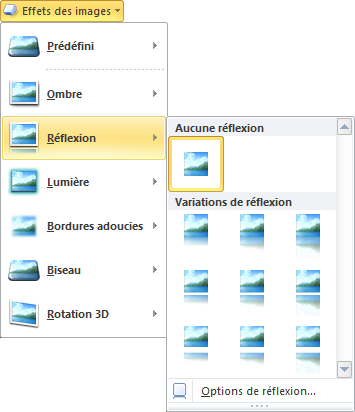 Effets des images
Prédéfini
Ombre
Réflexion
Lumière
Bordures adoucies
Biseau
Rotation 3D
Aucune réflexion
Variations de réflexion
Options de réflexion...